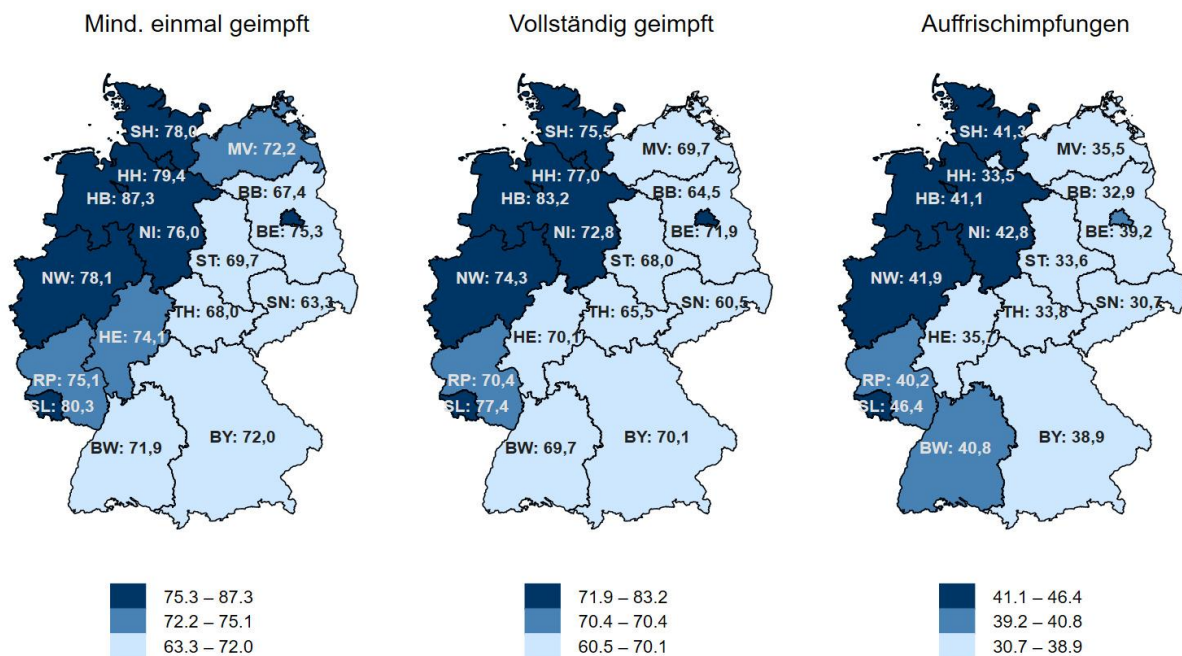 Mind. einmal geimpft
SH: 78,0
MV: 72,2
HH: 79,4
BB: 67,4
HB: 87,3
NI: 76,0
BE: 75,3
ST: 69,7
NW: 78,1
SN: 63,3
TH: 68,0
HE: 74,1
RP: 75,1
SL: 80,3
BW: 71,9
BY: 72,0
75.3 – 87.3
72.2 – 75.1
63.3 – 72.0
Vollständig geimpft
SH: 75,5
MV: 69,7
HH: 77,0
BB: 64,5
HB: 83,2
NI: 72,8
BE: 71,9
ST: 68,0
NW: 74,3
SN: 60,5
TH: 65,5
HE: 70,1
RP: 70,4
SL: 77,4
BW: 69,7
BY: 70,1
71.9 – 83.2
70.4 – 70.4
60.5 – 70.1
Auffrischimpfungen
SH: 41,3
MV: 35,5
HH: 33,5
BB: 32,9
HB: 41,1
NI: 42,8
BE: 39,2
ST: 33,6
NW: 41,9
SN: 30,7
TH: 33,8
HE: 35,7
RP: 40,2
SL: 46,4
BW: 40,8
BY: 38,9
41.1 – 46.4
39.2 – 40.8
30.7 – 38.9